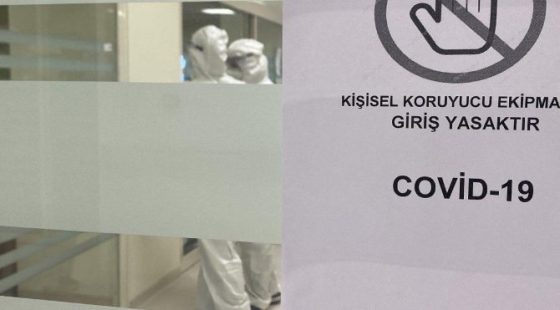 KİŞİSEL KORUYUCU EKİPMA
GİRİŞ YASAKTIR
COVİD-19